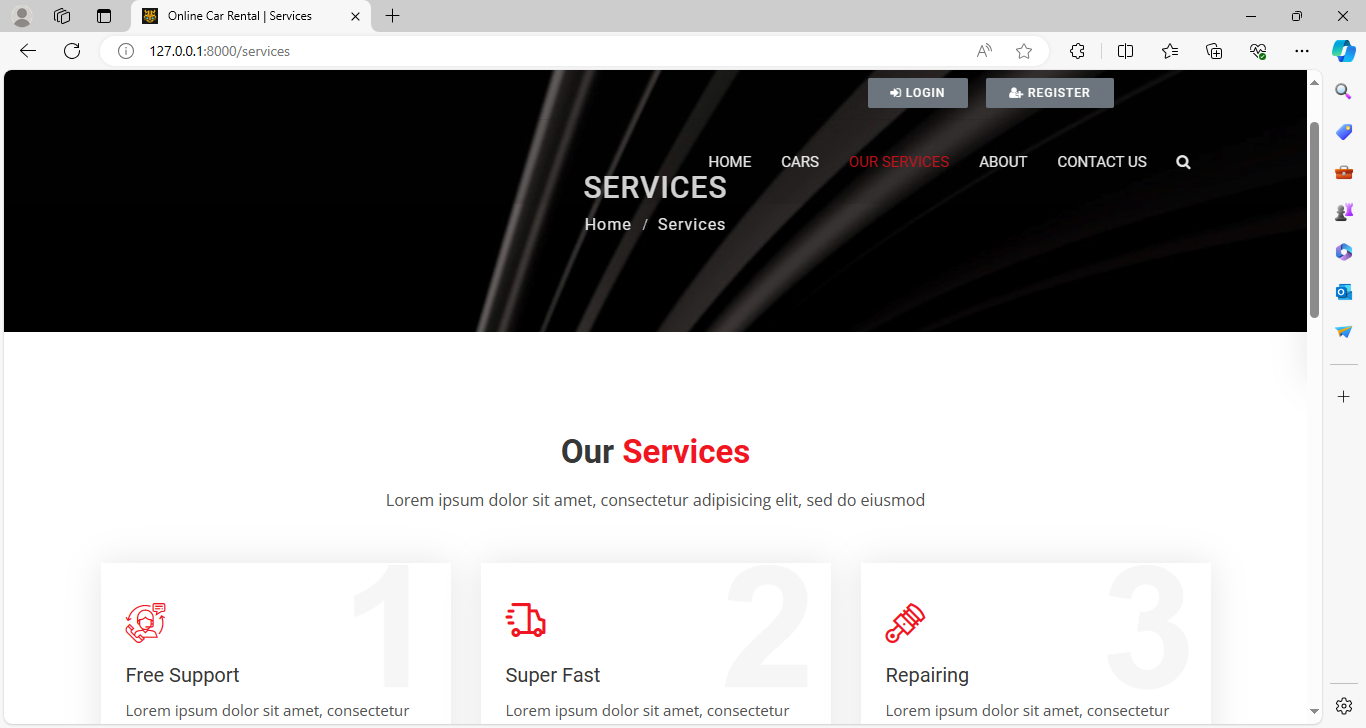 Online Car Rental | Services
127.0.0.1:8000/services
LOGIN
REGISTER
HOME
CARS
OUR SERVICES
ABOUT
CONTACT US
SERVICES
Home / Services
Our Services
Lorem ipsum dolor sit amet, consectetur adipisicing elit, sed do eiusmod
1
Free Support
Lorem ipsum dolor sit amet, consectetur
2
Super Fast
Lorem ipsum dolor sit amet, consectetur
3
Repairing
Lorem ipsum dolor sit amet, consectetur